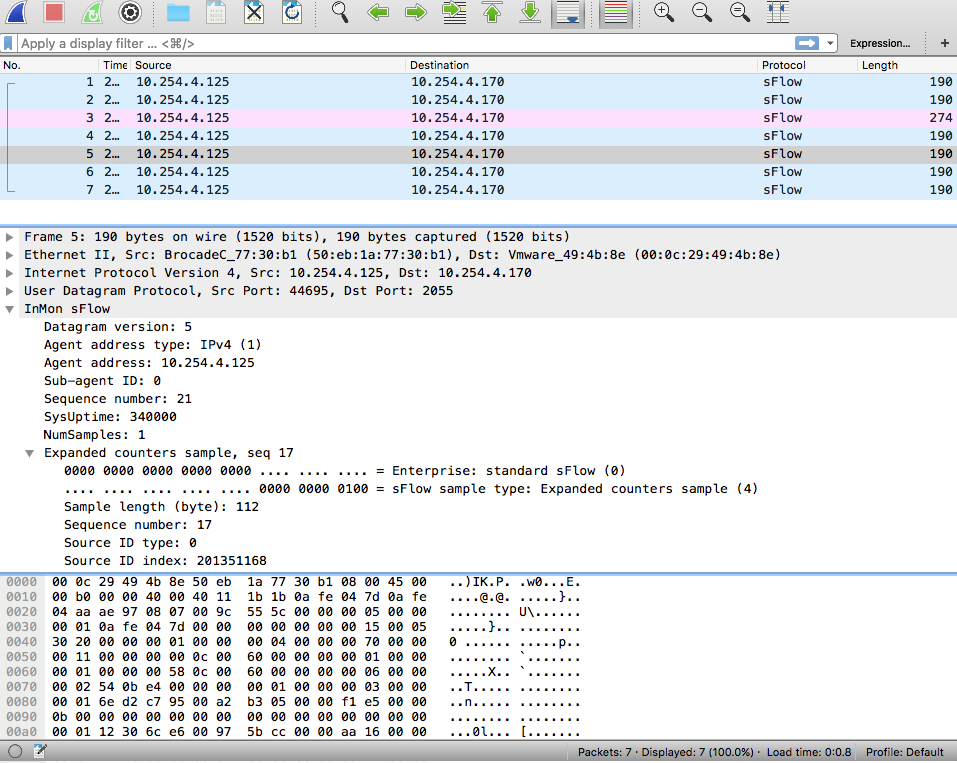 Apply a display filter ... <⌘/>
Expression...
+
No. Time Source Destination Protocol Length
1 2... 10.254.4.125 10.254.4.170 sFlow 190
2 2... 10.254.4.125 10.254.4.170 sFlow 190
3 2... 10.254.4.125 10.254.4.170 sFlow 274
4 2... 10.254.4.125 10.254.4.170 sFlow 190
5 2... 10.254.4.125 10.254.4.170 sFlow 190
6 2... 10.254.4.125 10.254.4.170 sFlow 190
7 2... 10.254.4.125 10.254.4.170 sFlow 190
Frame 5: 190 bytes on wire (1520 bits), 190 bytes captured (1520 bits)
Ethernet II, Src: BrocadeC_77:30:b1 (50:eb:1a:77:30:b1), Dst: Vmware_49:4b:8e (00:0c:29:49:4b:8e)
Internet Protocol Version 4, Src: 10.254.4.125, Dst: 10.254.4.170
User Datagram Protocol, Src Port: 44695, Dst Port: 2055
InMon sFlow
Datagram version: 5
Agent address type: IPv4 (1)
Agent address: 10.254.4.125
Sub-agent ID: 0
Sequence number: 21
SysUptime: 340000
NumSamples: 1
Expanded counters sample, seq 17
0000 0000 0000 0000 0000 .... .... .... = Enterprise: standard sFlow (0)
.... .... .... .... .... 0000 0000 0100 = sFlow sample type: Expanded counters sample (4)
Sample length (byte): 112
Sequence number: 17
Source ID type: 0
Source ID index: 201351168
0000 00 0c 29 49 4b 8e 50 eb 1a 77 30 b1 08 00 45 00 ..)IK.P. .w0...E.
0010 00 b0 00 00 40 00 40 11 1b 1b 0a fe 04 7d 0a fe ....@.@. .....}..
0020 04 aa ae 97 08 07 00 9c 55 5c 00 00 00 05 00 00 ........ U\......
0030 00 01 0a fe 04 7d 00 00 00 00 00 00 00 15 00 05 .....}.. ........
0040 30 20 00 00 00 01 00 00 00 04 00 00 00 70 00 00 0 ...... .....p..
0050 00 11 00 00 00 00 0c 00 60 00 00 00 00 01 00 00 ........ `.......
0060 00 01 00 00 00 58 0c 00 60 00 00 00 00 06 00 00 .....X.. `.......
0070 00 02 54 0b e4 00 00 00 00 01 00 00 00 03 00 00 ..T..... ........
0080 00 01 6e d2 c7 95 00 a2 b3 05 00 00 f1 e5 00 00 ..n..... ........
0090 0b 00 00 00 00 00 00 00 00 00 00 00 00 00 00 00 ........ ........
00a0 00 01 12 30 6c e6 00 97 5b cc 00 00 aa 16 00 00 ...0l... [.......
Packets: 7 · Displayed: 7 (100.0%) · Load time: 0:0.8 Profile: Default